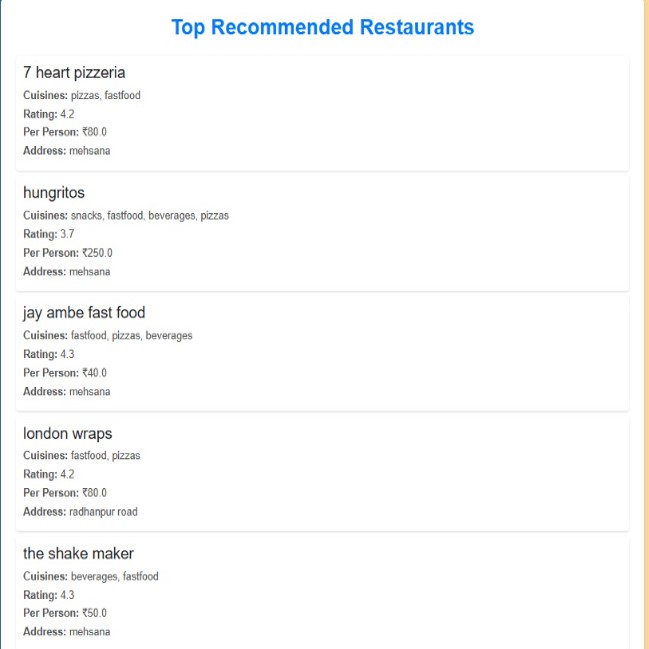 Top Recommended Restaurants
7 heart pizzeria
Cuisines: pizzas, fastfood
Rating: 4.2
Per Person: ₹80.0
Address: mehsana
hungritos
Cuisines: snacks, fastfood, beverages, pizzas
Rating: 3.7
Per Person: ₹250.0
Address: mehsana
jay ambe fast food
Cuisines: fastfood, pizzas, beverages
Rating: 4.3
Per Person: ₹40.0
Address: mehsana
london wraps
Cuisines: fastfood, pizzas
Rating: 4.2
Per Person: ₹80.0
Address: radhanpur road
the shake maker
Cuisines: beverages, fastfood
Rating: 4.3
Per Person: ₹50.0
Address: mehsana